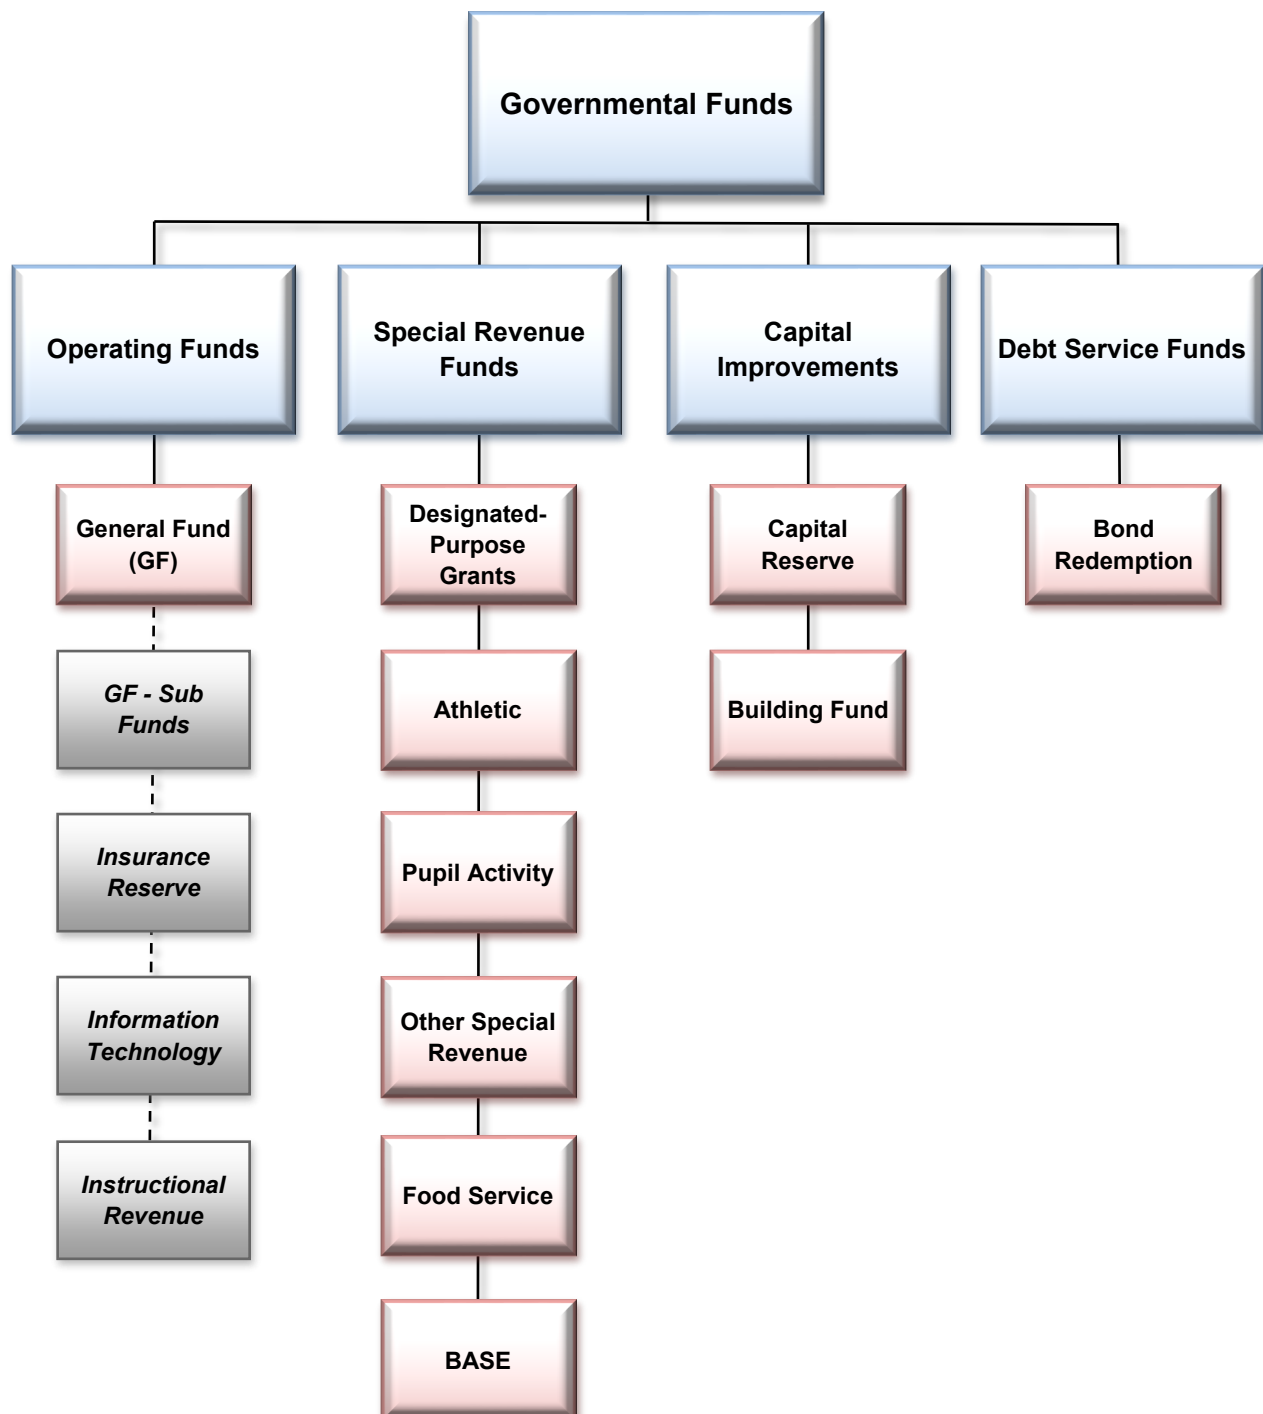 Governmental Funds
Operating Funds
Special Revenue
Funds
Capital
Improvements
Debt Service Funds
General Fund
(GF)
GF - Sub
Funds
Insurance
Reserve
Information
Technology
Instructional
Revenue
Designated-
Purpose
Grants
Athletic
Pupil Activity
Other Special
Revenue
Food Service
BASE
Capital
Reserve
Building Fund
Bond
Redemption